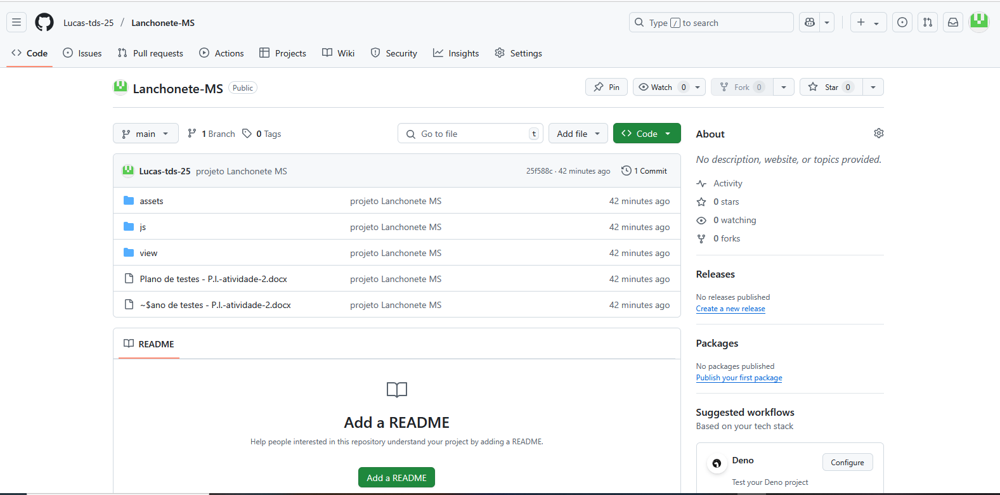 Lucas-tds-25 / Lanchonete-MS
Type / to search
Code Issues Pull requests Actions Projects Wiki Security Insights Settings
Lanchonete-MS Public
Pin Watch 0 Fork 0 Star 0
main 1 Branch 0 Tags Go to file t Add file Code
Lucas-tds-25 projeto Lanchonete MS 25f588c · 42 minutes ago 1 Commit
assets projeto Lanchonete MS 42 minutes ago
js projeto Lanchonete MS 42 minutes ago
view projeto Lanchonete MS 42 minutes ago
Plano de testes - P.I.-atividade-2.docx projeto Lanchonete MS 42 minutes ago
~$ano de testes - P.I.-atividade-2.docx projeto Lanchonete MS 42 minutes ago
README
Add a README
Help people interested in this repository understand your project by adding a README.
Add a README
About
No description, website, or topics provided.
Activity
0 stars
0 watching
0 forks
Releases
No releases published
Create a new release
Packages
No packages published
Publish your first package
Suggested workflows
Based on your tech stack
Deno Configure
Test your Deno project